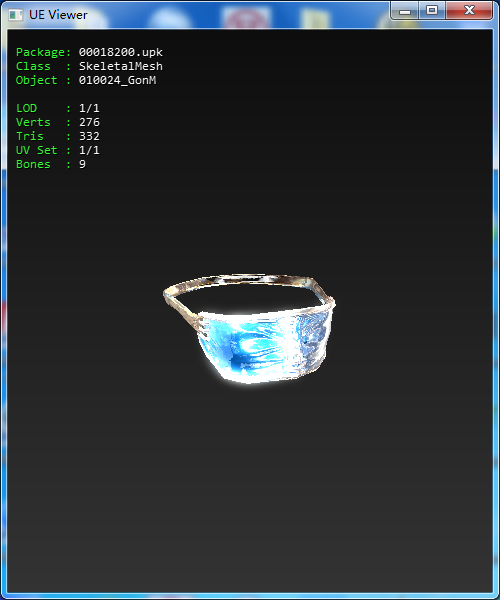 UE Viewer
Package: 00018200.upk
Class : SkeletalMesh
Object : 010024_GonM
LOD : 1/1
Verts : 276
Tris : 332
UV Set : 1/1
Bones : 9